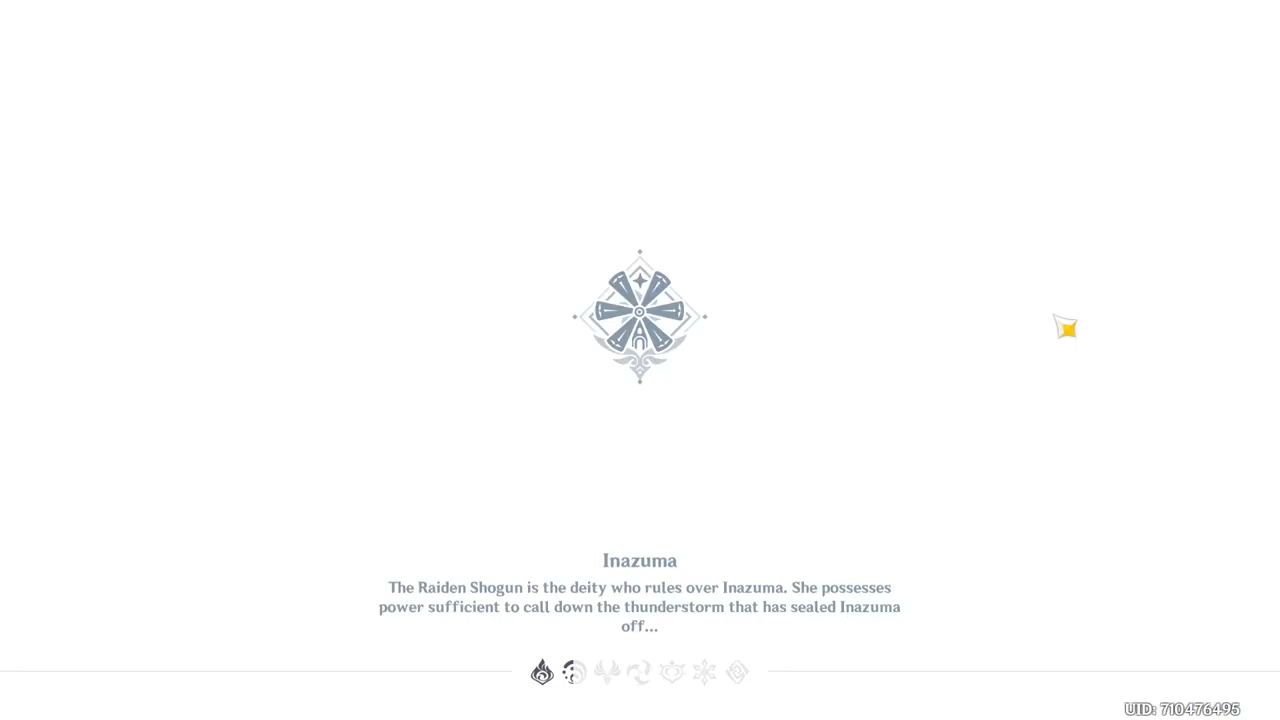 Inazuma
The Raiden Shogun is the deity who rules over Inazuma. She possesses
power sufficient to call down the thunderstorm that has sealed Inazuma
off...
UID: 710476495